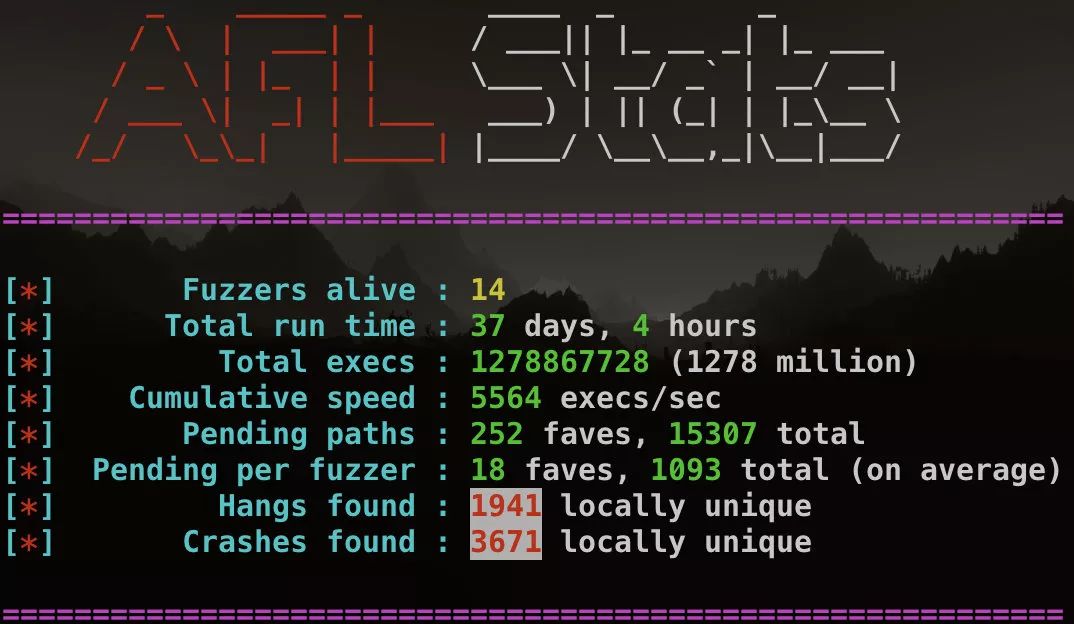 AFL Stats
[*] Fuzzers alive : 14
[*] Total run time : 37 days, 4 hours
[*] Total execs : 1278867728 (1278 million)
[*] Cumulative speed : 5564 execs/sec
[*] Pending paths : 252 faves, 15307 total
[*] Pending per fuzzer : 18 faves, 1093 total (on average)
[*] Hangs found : 1941 locally unique
[*] Crashes found : 3671 locally unique